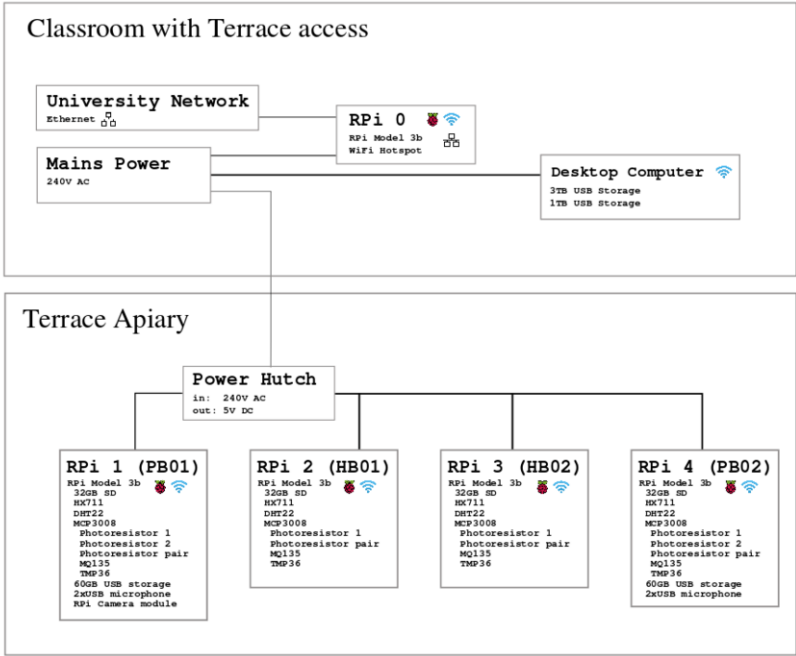 Classroom with Terrace access
University Network
Ethernet
RPi 0
RPi Model 3b
WiFi Hotspot
Mains Power
240V AC
Desktop Computer
3TB USB Storage
1TB USB Storage
Terrace Apiary
Power Hutch
in: 240V AC
out: 5V DC
RPi 1 (PB01)
RPi Model 3b
32GB SD
HX711
DHT22
MCP3008
Photoresistor 1
Photoresistor 2
Photoresistor pair
MQ135
TMP36
60GB USB storage
2xUSB microphone
RPi Camera module
RPi 2 (HB01)
RPi Model 3b
32GB SD
HX711
DHT22
MCP3008
Photoresistor 1
Photoresistor pair
MQ135
TMP36
RPi 3 (HB02)
RPi Model 3b
32GB SD
HX711
DHT22
MCP3008
Photoresistor 1
Photoresistor pair
MQ135
TMP36
RPi 4 (PB02)
RPi Model 3b
32GB SD
HX711
DHT22
MCP3008
Photoresistor 1
Photoresistor 2
Photoresistor pair
MQ135
TMP36
60GB USB storage
2xUSB microphone